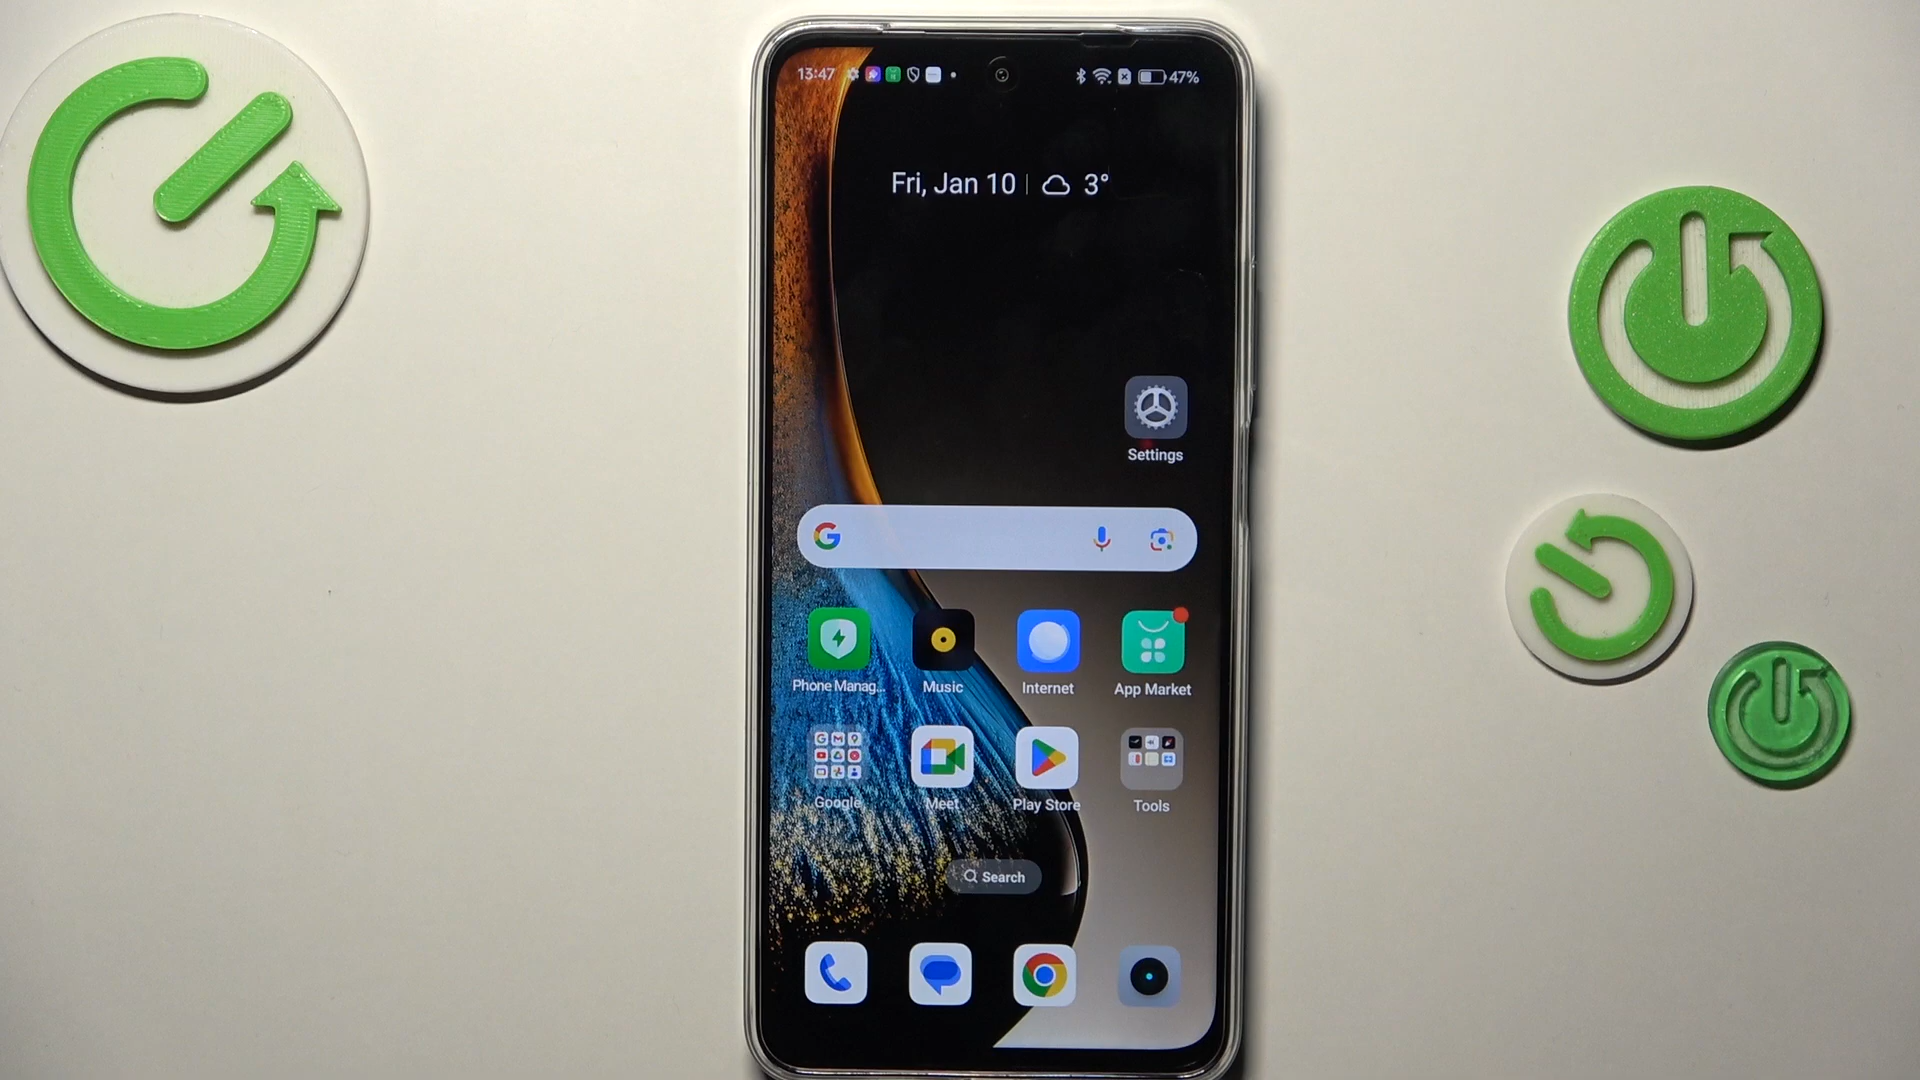 13:47
47%
Fri, Jan 10 | 3°
Settings
Phone Manag...
Music
Internet
App Market
Google
Meet
Play Store
Tools
Search